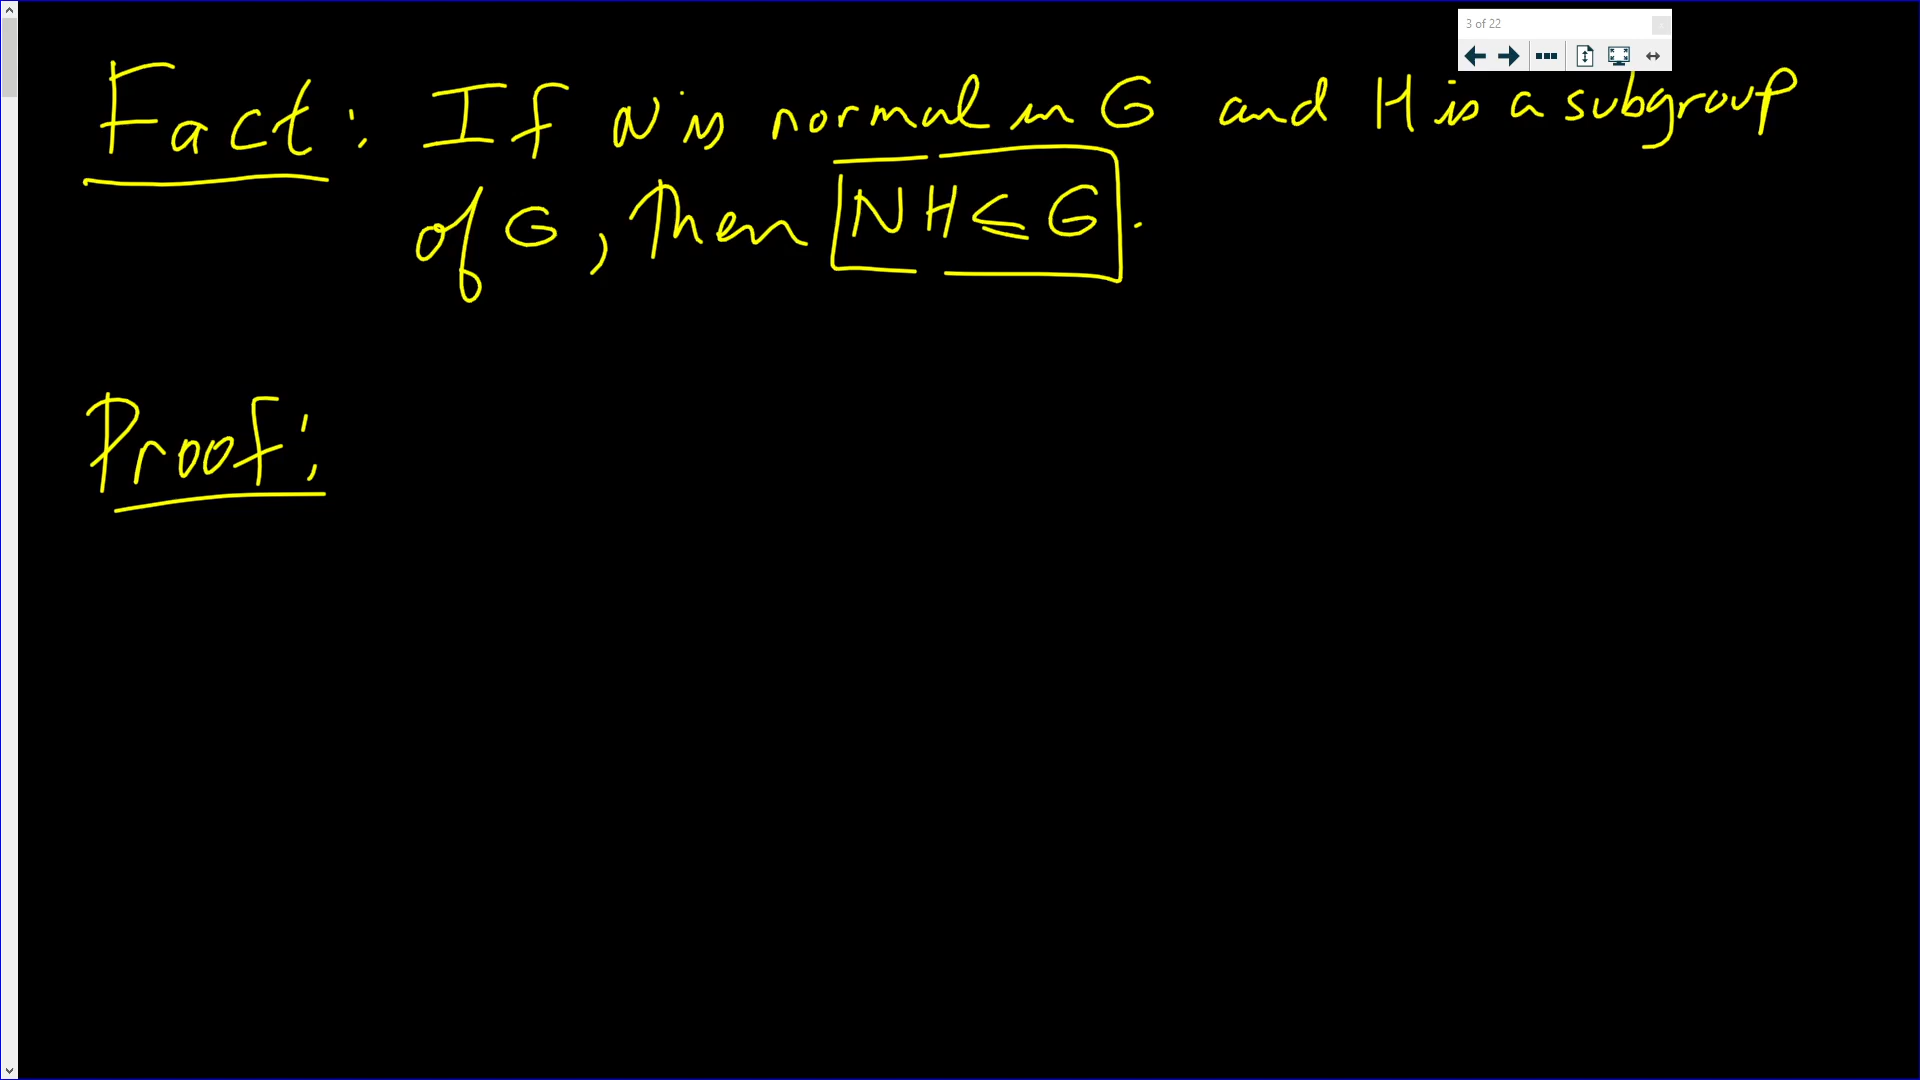 3 of 22
Fact: If N is normal in G and H is a subgroup
of G, Then NH ≤ G.
Proof: